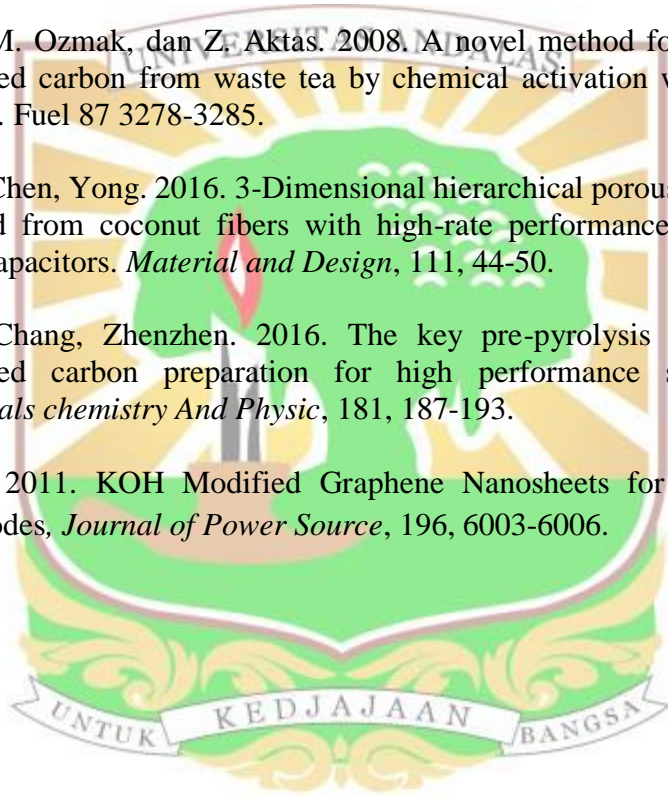 UNIVERSITAS ANDALAS
M. Ozmak, dan Z. Aktas. 2008. A novel method fo
ed carbon from waste tea by chemical activation
. Fuel 87 3278-3285.
Chen, Yong. 2016. 3-Dimensional hierarchical porous
d from coconut fibers with high-rate performance
apacitors. Material and Design, 111, 44-50.
Chang, Zhenzhen. 2016. The key pre-pyrolysis
ed carbon preparation for high performance s
als chemistry And Physic, 181, 187-193.
2011. KOH Modified Graphene Nanosheets for
odes, Journal of Power Source, 196, 6003-6006.
UNTUK KEDJAJAAN BANGSA